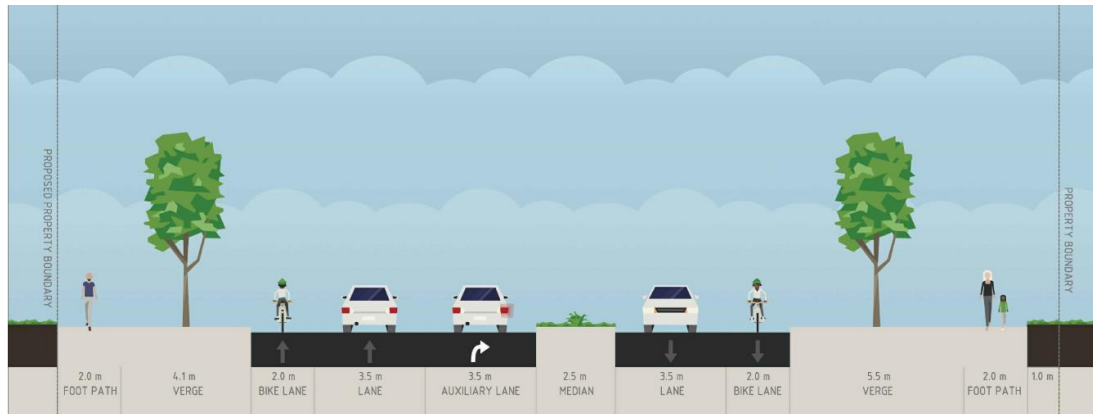 PROPOSED PROPERTY BOUNDARY
PROPERTY BOUNDARY
2.0 m
FOOT PATH
4.1 m
VERGE
2.0 m
BIKE LANE
3.5 m
LANE
3.5 m
AUXILIARY LANE
2.5 m
MEDIAN
3.5 m
LANE
2.0 m
BIKE LANE
5.5 m
VERGE
2.0 m
FOOT PATH
1.0 m